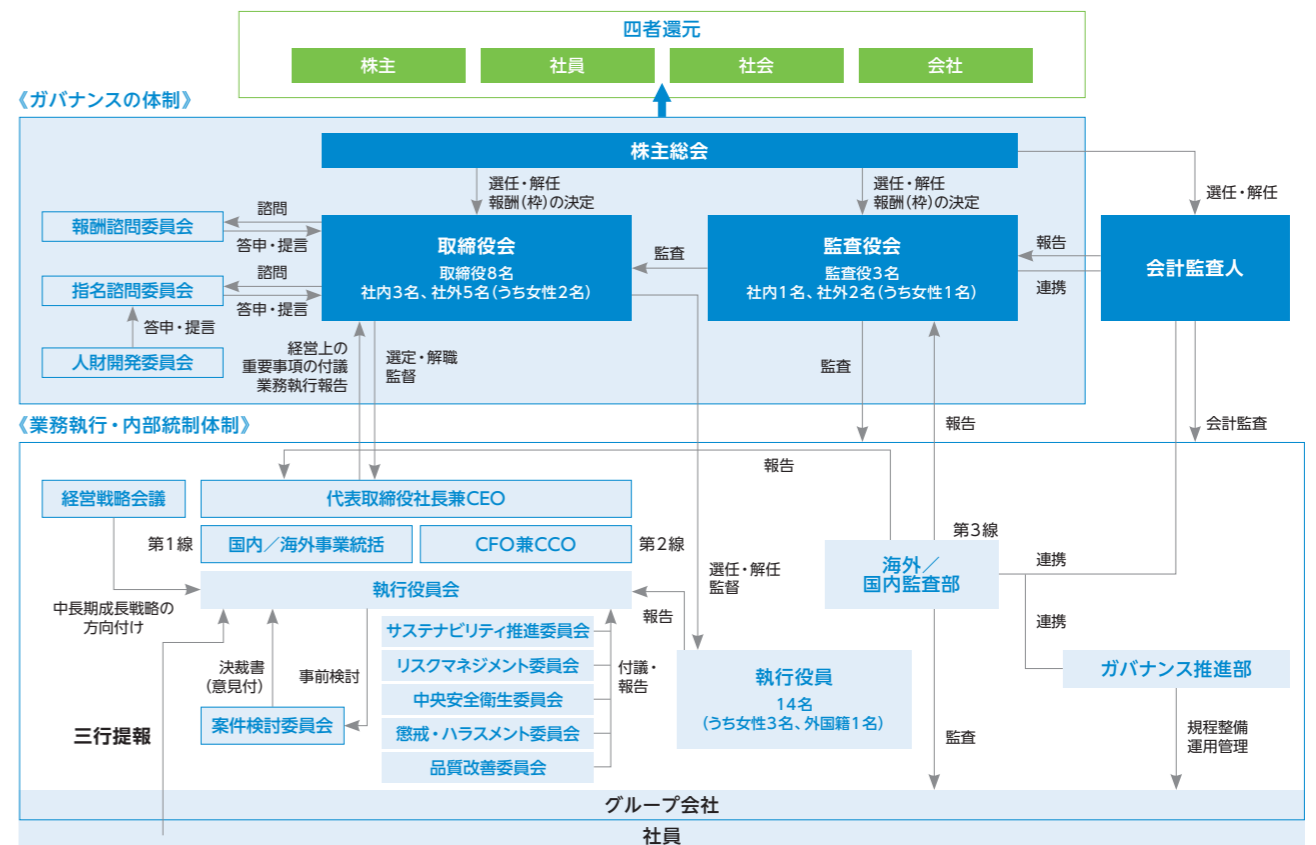 四者還元
株主
社員
社会
会社
《ガバナンスの体制》
株主総会
選任・解任
報酬(枠)の決定
選任・解任
報酬(枠)の決定
選任・解任
報酬諮問委員会
諮問
答申・提言
指名諮問委員会
諮問
答申・提言
答申・提言
人財開発委員会
取締役会
取締役8名
社内3名、社外5名(うち女性2名)
監査
監査役会
監査役3名
社内1名、社外2名(うち女性1名)
報告
連携
会計監査人
経営上の
重要事項の付議
業務執行報告
選定・解職
監督
監査
報告
会計監査
《業務執行・内部統制体制》
報告
経営戦略会議
代表取締役社長兼CEO
第1線
国内／海外事業統括
CFO兼CCO
第2線
第3線
海外／
国内監査部
連携
連携
選任・解任
監督
執行役員会
中長期成長戦略の
方向付け
報告
決裁書
(意見付)
事前検討
案件検討委員会
サステナビリティ推進委員会
リスクマネジメント委員会
中央安全衛生委員会
懲戒・ハラスメント委員会
品質改善委員会
付議・
報告
執行役員
14名
(うち女性3名、外国籍1名)
ガバナンス推進部
三行提報
監査
規程整備
運用管理
グループ会社
社員